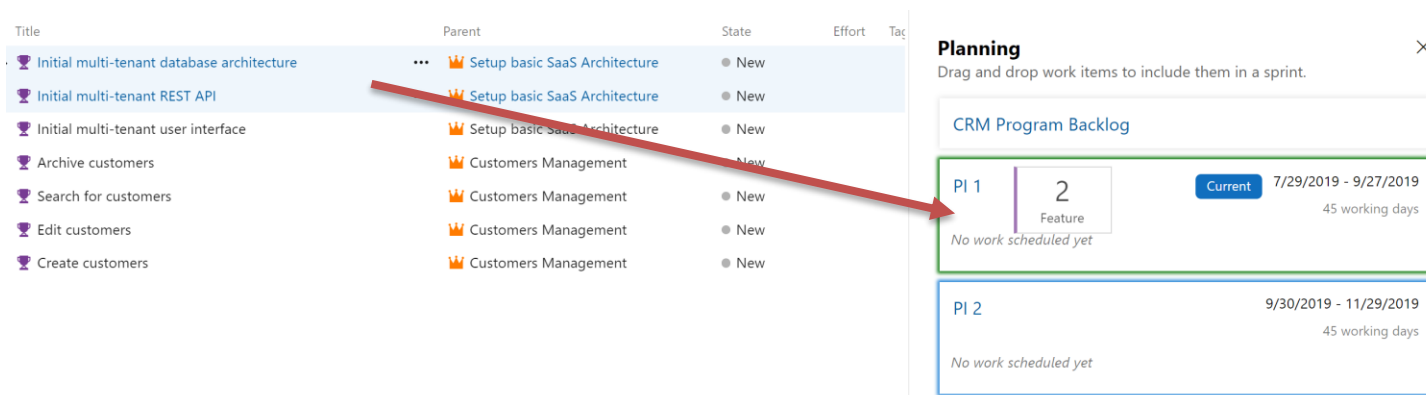 Title Parent State Effort Tag
Initial multi-tenant database architecture ••• Setup basic SaaS Architecture New
Initial multi-tenant REST API Setup basic SaaS Architecture New
Initial multi-tenant user interface Setup basic SaaS Architecture New
Archive customers Customers Management New
Search for customers Customers Management New
Edit customers Customers Management New
Create customers Customers Management New
Planning
Drag and drop work items to include them in a sprint.
CRM Program Backlog
PI 1 2 Current 7/29/2019 - 9/27/2019
Feature 45 working days
No work scheduled yet
PI 2 9/30/2019 - 11/29/2019
45 working days
No work scheduled yet